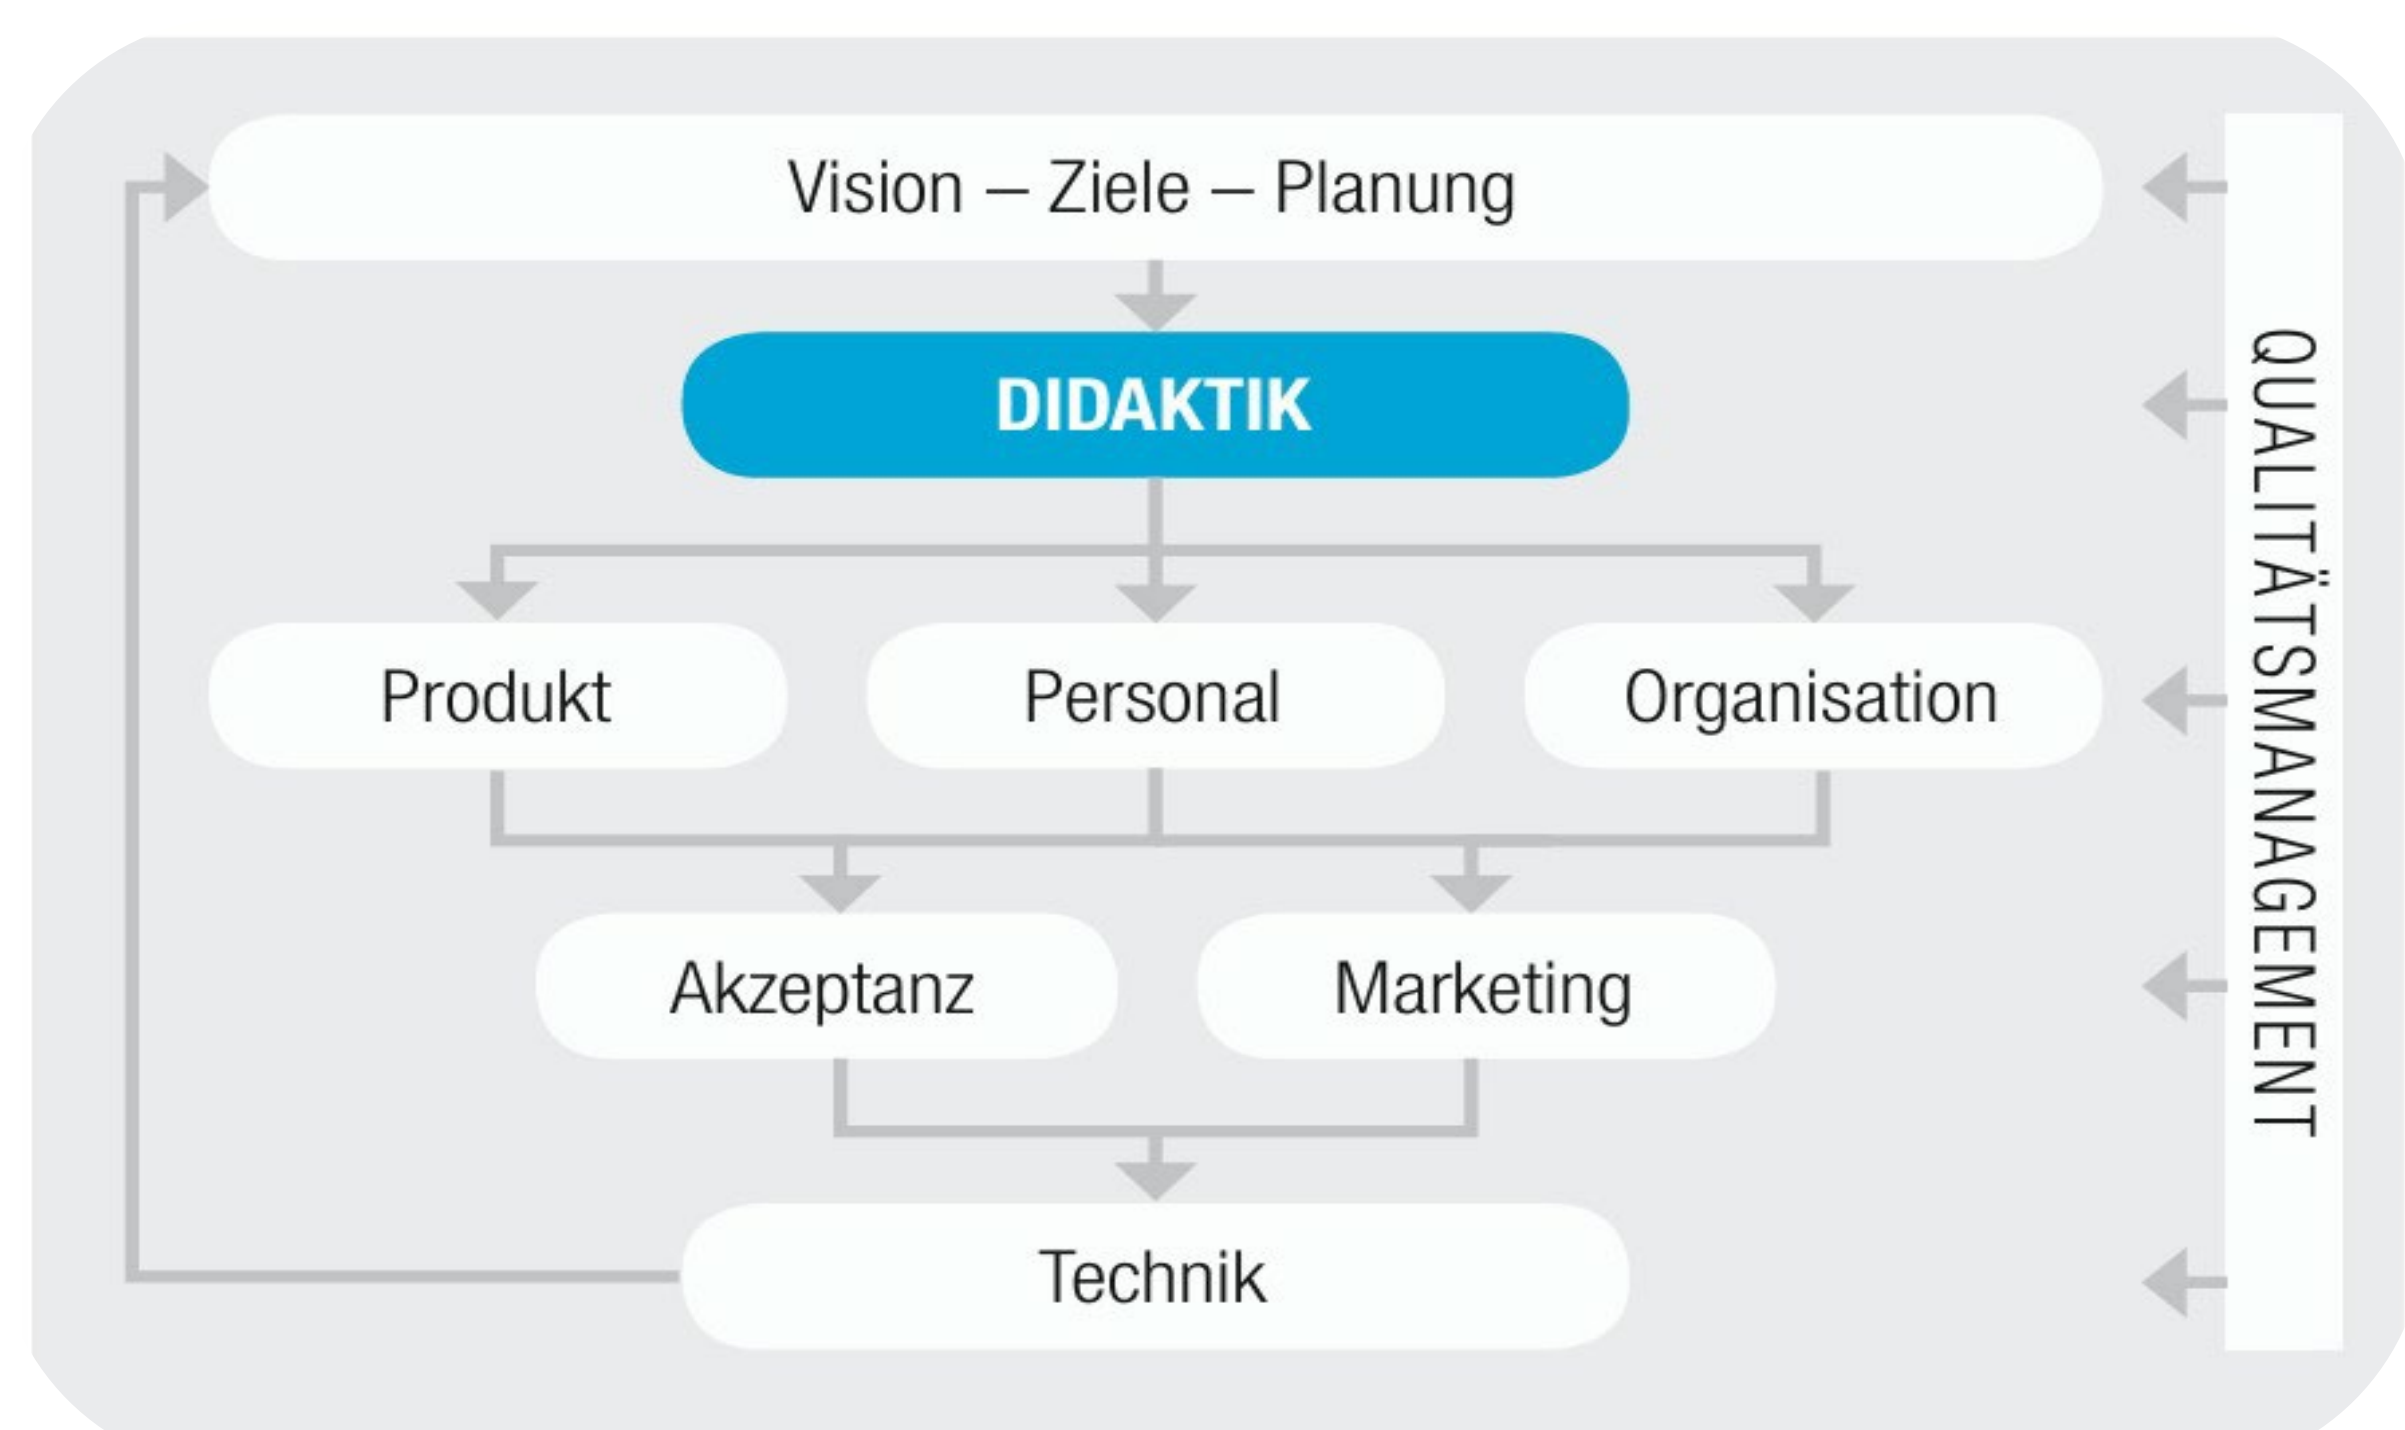 Vision – Ziele – Planung
DIDAKTIK
Produkt
Personal
Organisation
Akzeptanz
Marketing
Technik
QUALITÄTSMANAGEMENT